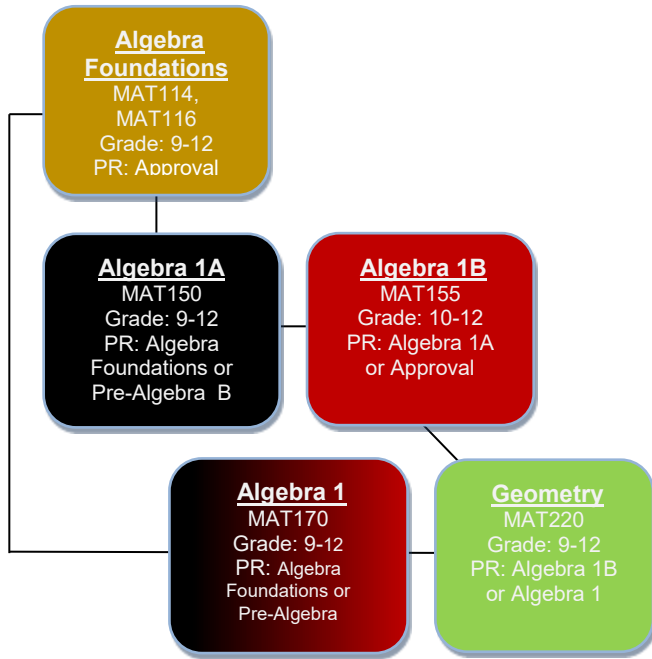 Algebra
Foundations
MAT114,
MAT116
Grade: 9-12
PR: Approval
Algebra 1A
MAT150
Grade: 9-12
PR: Algebra
Foundations or
Pre-Algebra B
Algebra 1B
MAT155
Grade: 10-12
PR: Algebra 1A
or Approval
Algebra 1
MAT170
Grade: 9-12
PR: Algebra
Foundations or
Pre-Algebra
Geometry
MAT220
Grade: 9-12
PR: Algebra 1B
or Algebra 1